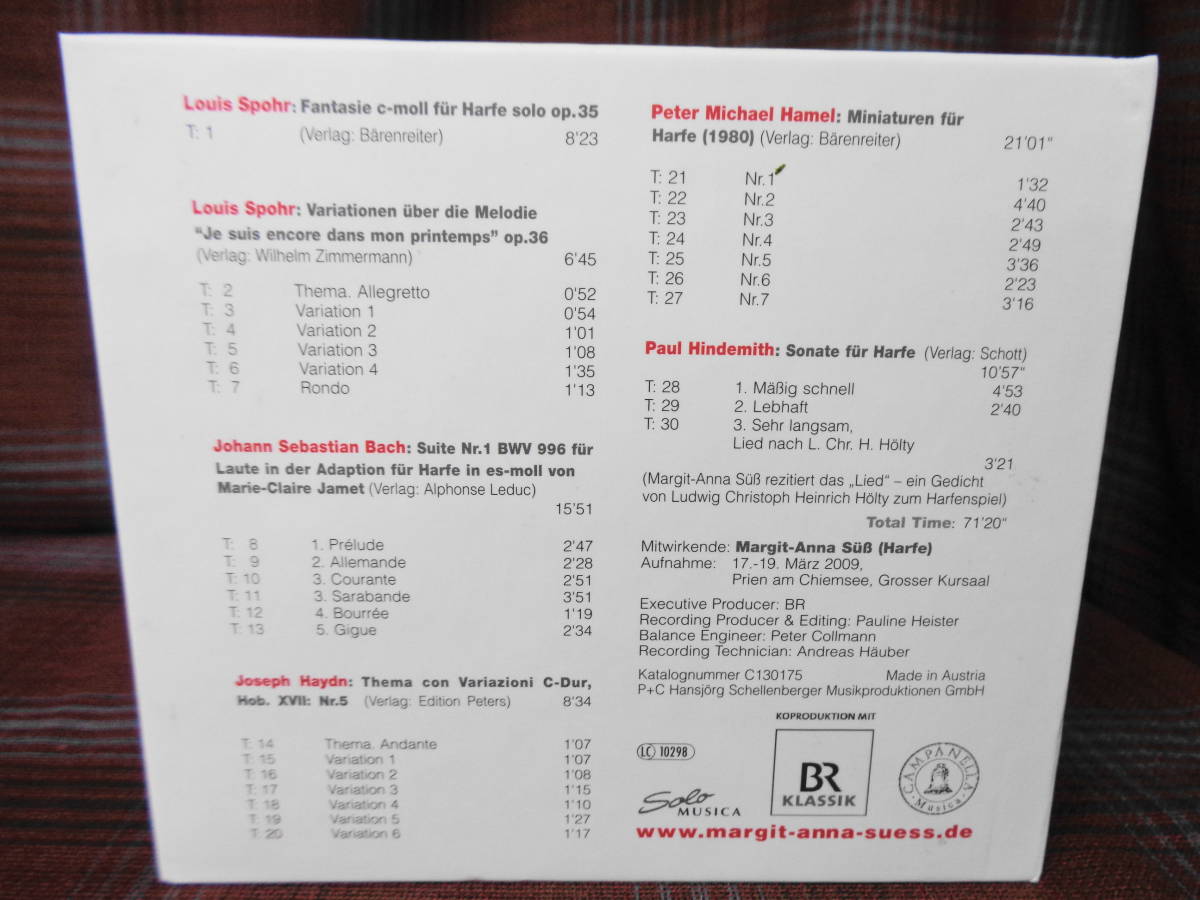 Louis Spohr: Fantasie c-moll für Harfe solo op.35
T: 1 (Verlag: Bärenreiter) 8'23
Louis Spohr: Variationen über die Melodie
"Je suis encore dans mon printemps" op.36
(Verlag: Wilhelm Zimmermann) 6'45
T: 2 Thema. Allegretto 0'52
T: 3 Variation 1 0'54
T: 4 Variation 2 1'01
T: 5 Variation 3 1'08
T: 6 Variation 4 1'35
T: 7 Rondo 1'13
Johann Sebastian Bach: Suite Nr.1 BWV 996 für
Laute in der Adaption für Harfe in es-moll von
Marie-Claire Jamet (Verlag: Alphonse Leduc)
15'51
T: 8 1. Prélude 2'47
T: 9 2. Allemande 2'28
T: 10 3. Courante 2'51
T: 11 3. Sarabande 3'51
T: 12 4. Bourrée 1'19
T: 13 5. Gigue 2'34
Joseph Haydn: Thema con Variazioni C-Dur,
Hob. XVII: Nr.5 (Verlag: Edition Peters) 8'34
T: 14 Thema. Andante 1'07
T: 15 Variation 1 1'07
T: 16 Variation 2 1'08
T: 17 Variation 3 1'15
T: 18 Variation 4 1'10
T: 19 Variation 5 1'27
T: 20 Variation 6 1'17
Peter Michael Hamel: Miniaturen für
Harfe (1980) (Verlag: Bärenreiter) 21'01"
T: 21 Nr.1 1'32
T: 22 Nr.2 4'40
T: 23 Nr.3 2'43
T: 24 Nr.4 2'49
T: 25 Nr.5 3'36
T: 26 Nr.6 2'23
T: 27 Nr.7 3'16
Paul Hindemith: Sonate für Harfe (Verlag: Schott)
10'57"
T: 28 1. Mäßig schnell 4'53
T: 29 2. Lebhaft 2'40
T: 30 3. Sehr langsam,
Lied nach L. Chr. H. Hölty
3'21
(Margit-Anna Süß rezitiert das „Lied" – ein Gedicht
von Ludwig Christoph Heinrich Hölty zum Harfenspiel)
Total Time: 71'20"
Mitwirkende: Margit-Anna Süß (Harfe)
Aufnahme: 17.-19. März 2009,
Prien am Chiemsee, Grosser Kursaal
Executive Producer: BR
Recording Producer & Editing: Pauline Heister
Balance Engineer: Peter Collmann
Recording Technician: Andreas Häuber
Katalognummer C130175 Made in Austria
P+C Hansjörg Schellenberger Musikproduktionen GmbH
KOPRODUKTION MIT
LC 10298
Solo MUSICA
BR KLASSIK
CAMPANELLA Musica
www.margit-anna-suess.de